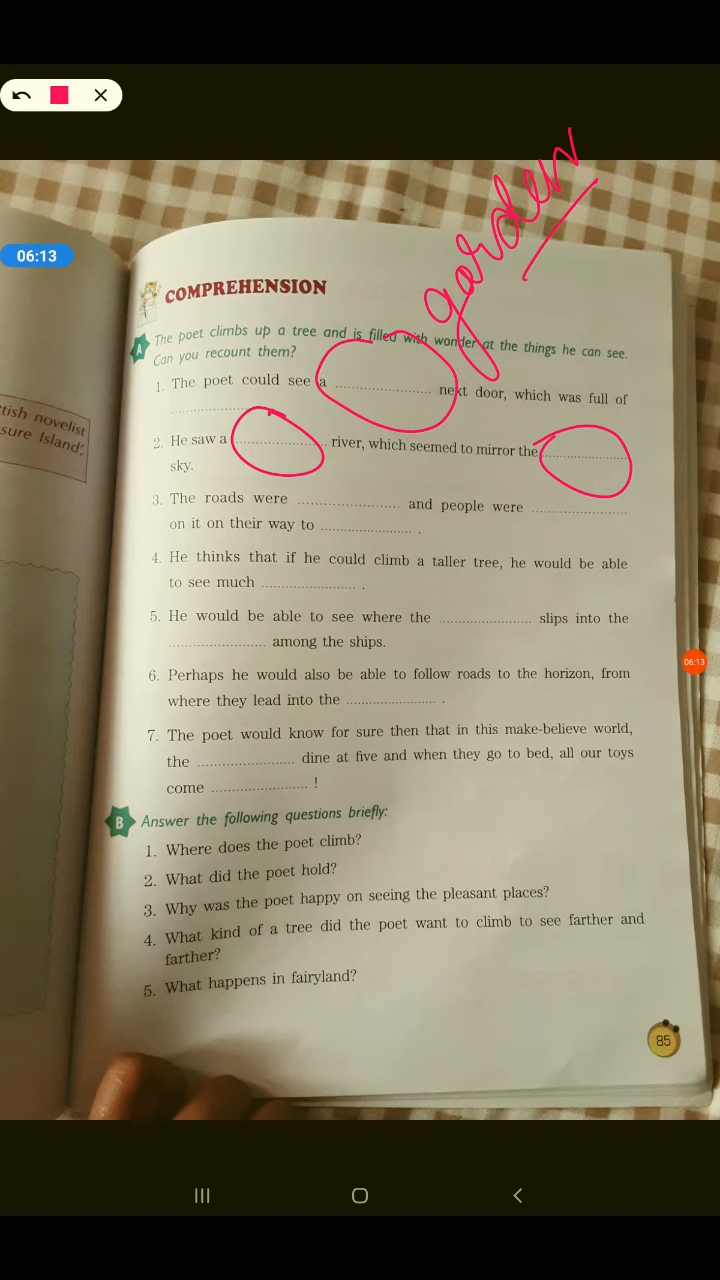 06:13
garden
COMPREHENSION
A The poet climbs up a tree and is filled with wonder at the things he can see.
Can you recount them?
1. The poet could see a .................... next door, which was full of
....................
2. He saw a .................... river, which seemed to mirror the ....................
sky.
3. The roads were .................... and people were ....................
on it on their way to .................... .
4. He thinks that if he could climb a taller tree, he would be able
to see much .................... .
5. He would be able to see where the .................... slips into the
.................... among the ships.
6. Perhaps he would also be able to follow roads to the horizon, from
where they lead into the .................... .
7. The poet would know for sure then that in this make-believe world,
the .................... dine at five and when they go to bed, all our toys
come .................... !
B Answer the following questions briefly:
1. Where does the poet climb?
2. What did the poet hold?
3. Why was the poet happy on seeing the pleasant places?
4. What kind of a tree did the poet want to climb to see farther and
farther?
5. What happens in fairyland?
85
ttish novelist
sure Island',
06:13